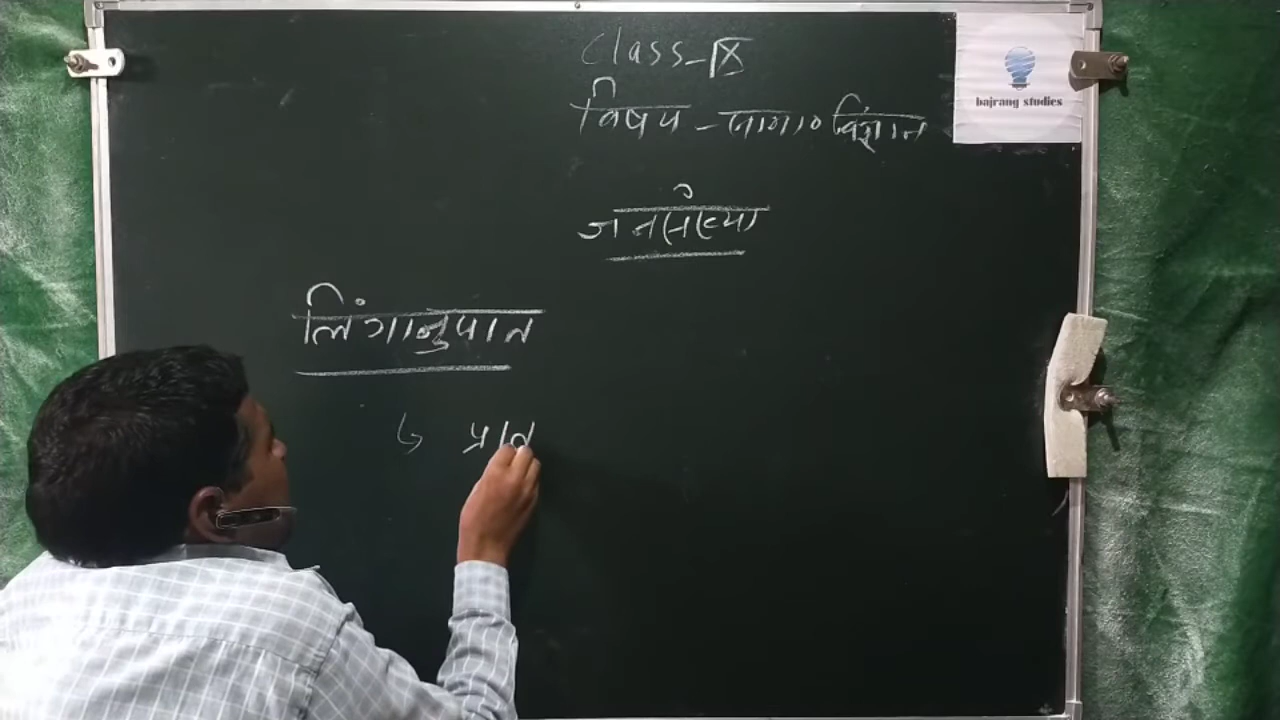 Class-IX
bajrang studies
विषय - सामा० विज्ञान
जनसंख्या
लिंगानुपात
↳ प्रति